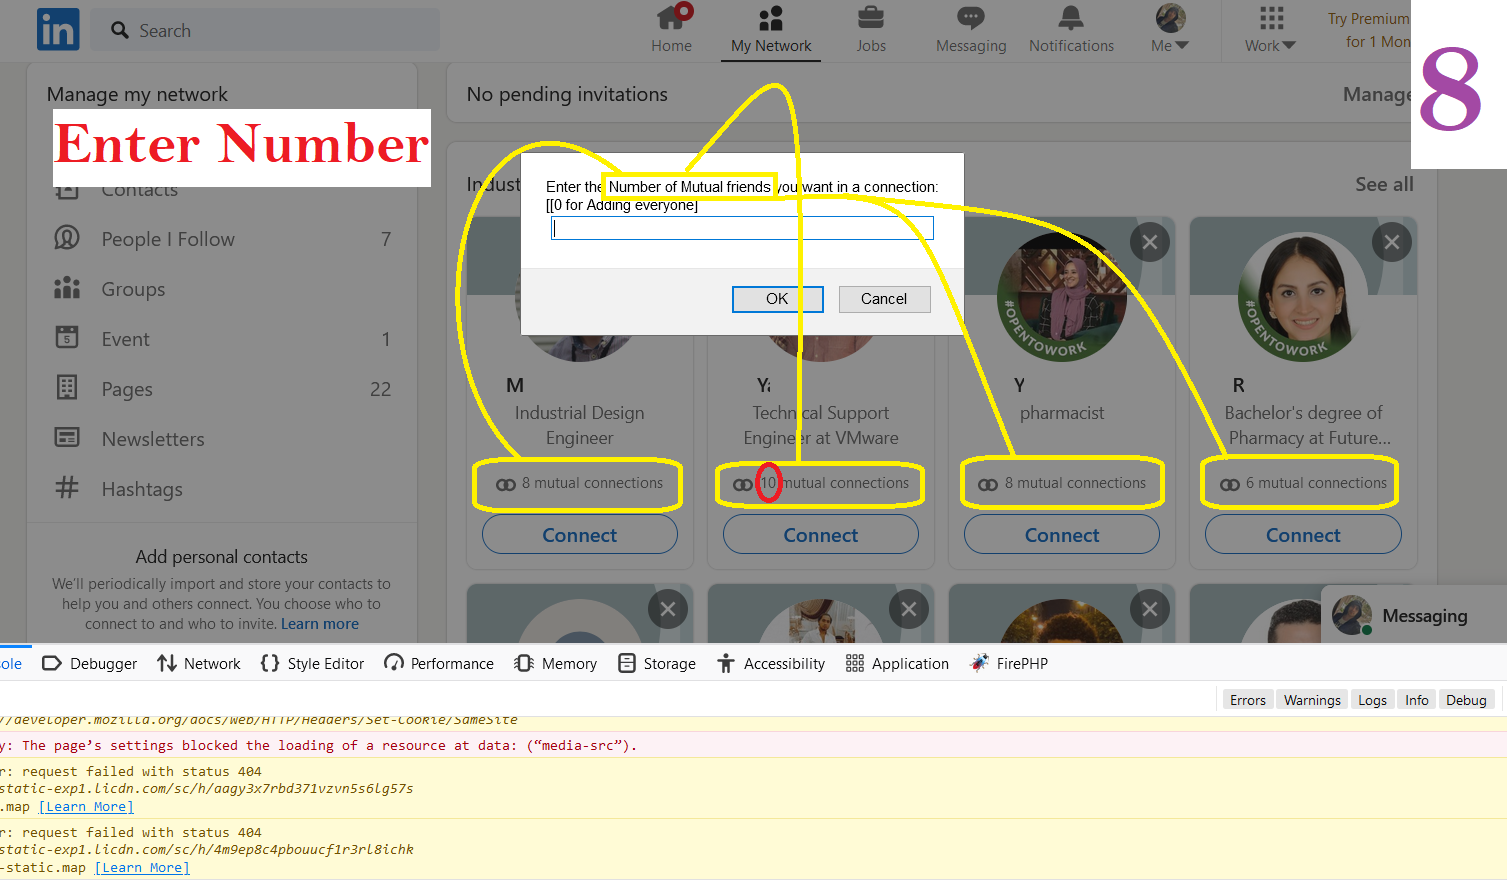 in
Search
Home
My Network
Jobs
Messaging
Notifications
Me
Work
Try Premium
for 1 Mon
8
Manage my network
Enter Number
Contacts
People I Follow 7
Groups
Event 1
Pages 22
Newsletters
Hashtags
Add personal contacts
We'll periodically import and store your contacts to
help you and others connect. You choose who to
connect to and who to invite. Learn more
No pending invitations
Manage
Indust
See all
Enter the Number of Mutual friends you want in a connection:
[[0 for Adding everyone]
OK
Cancel
M
Industrial Design
Engineer
8 mutual connections
Connect
Ya
Technical Support
Engineer at VMware
10 mutual connections
Connect
#OPENTOWORK
Y
pharmacist
8 mutual connections
Connect
#OPENTOWORK
R
Bachelor's degree of
Pharmacy at Future...
6 mutual connections
Connect
Messaging
ole
Debugger
Network
Style Editor
Performance
Memory
Storage
Accessibility
Application
FirePHP
Errors
Warnings
Logs
Info
Debug
//developer.mozilla.org/docs/Web/HTTP/Headers/Set-Cookie/SameSite
y: The page’s settings blocked the loading of a resource at data: (“media-src”).
r: request failed with status 404
static-exp1.licdn.com/sc/h/aagy3x7rbd371vzvn5s6lg57s
.map [Learn More]
r: request failed with status 404
static-exp1.licdn.com/sc/h/4m9ep8c4pbouucf1r3rl8ichk
-static.map [Learn More]